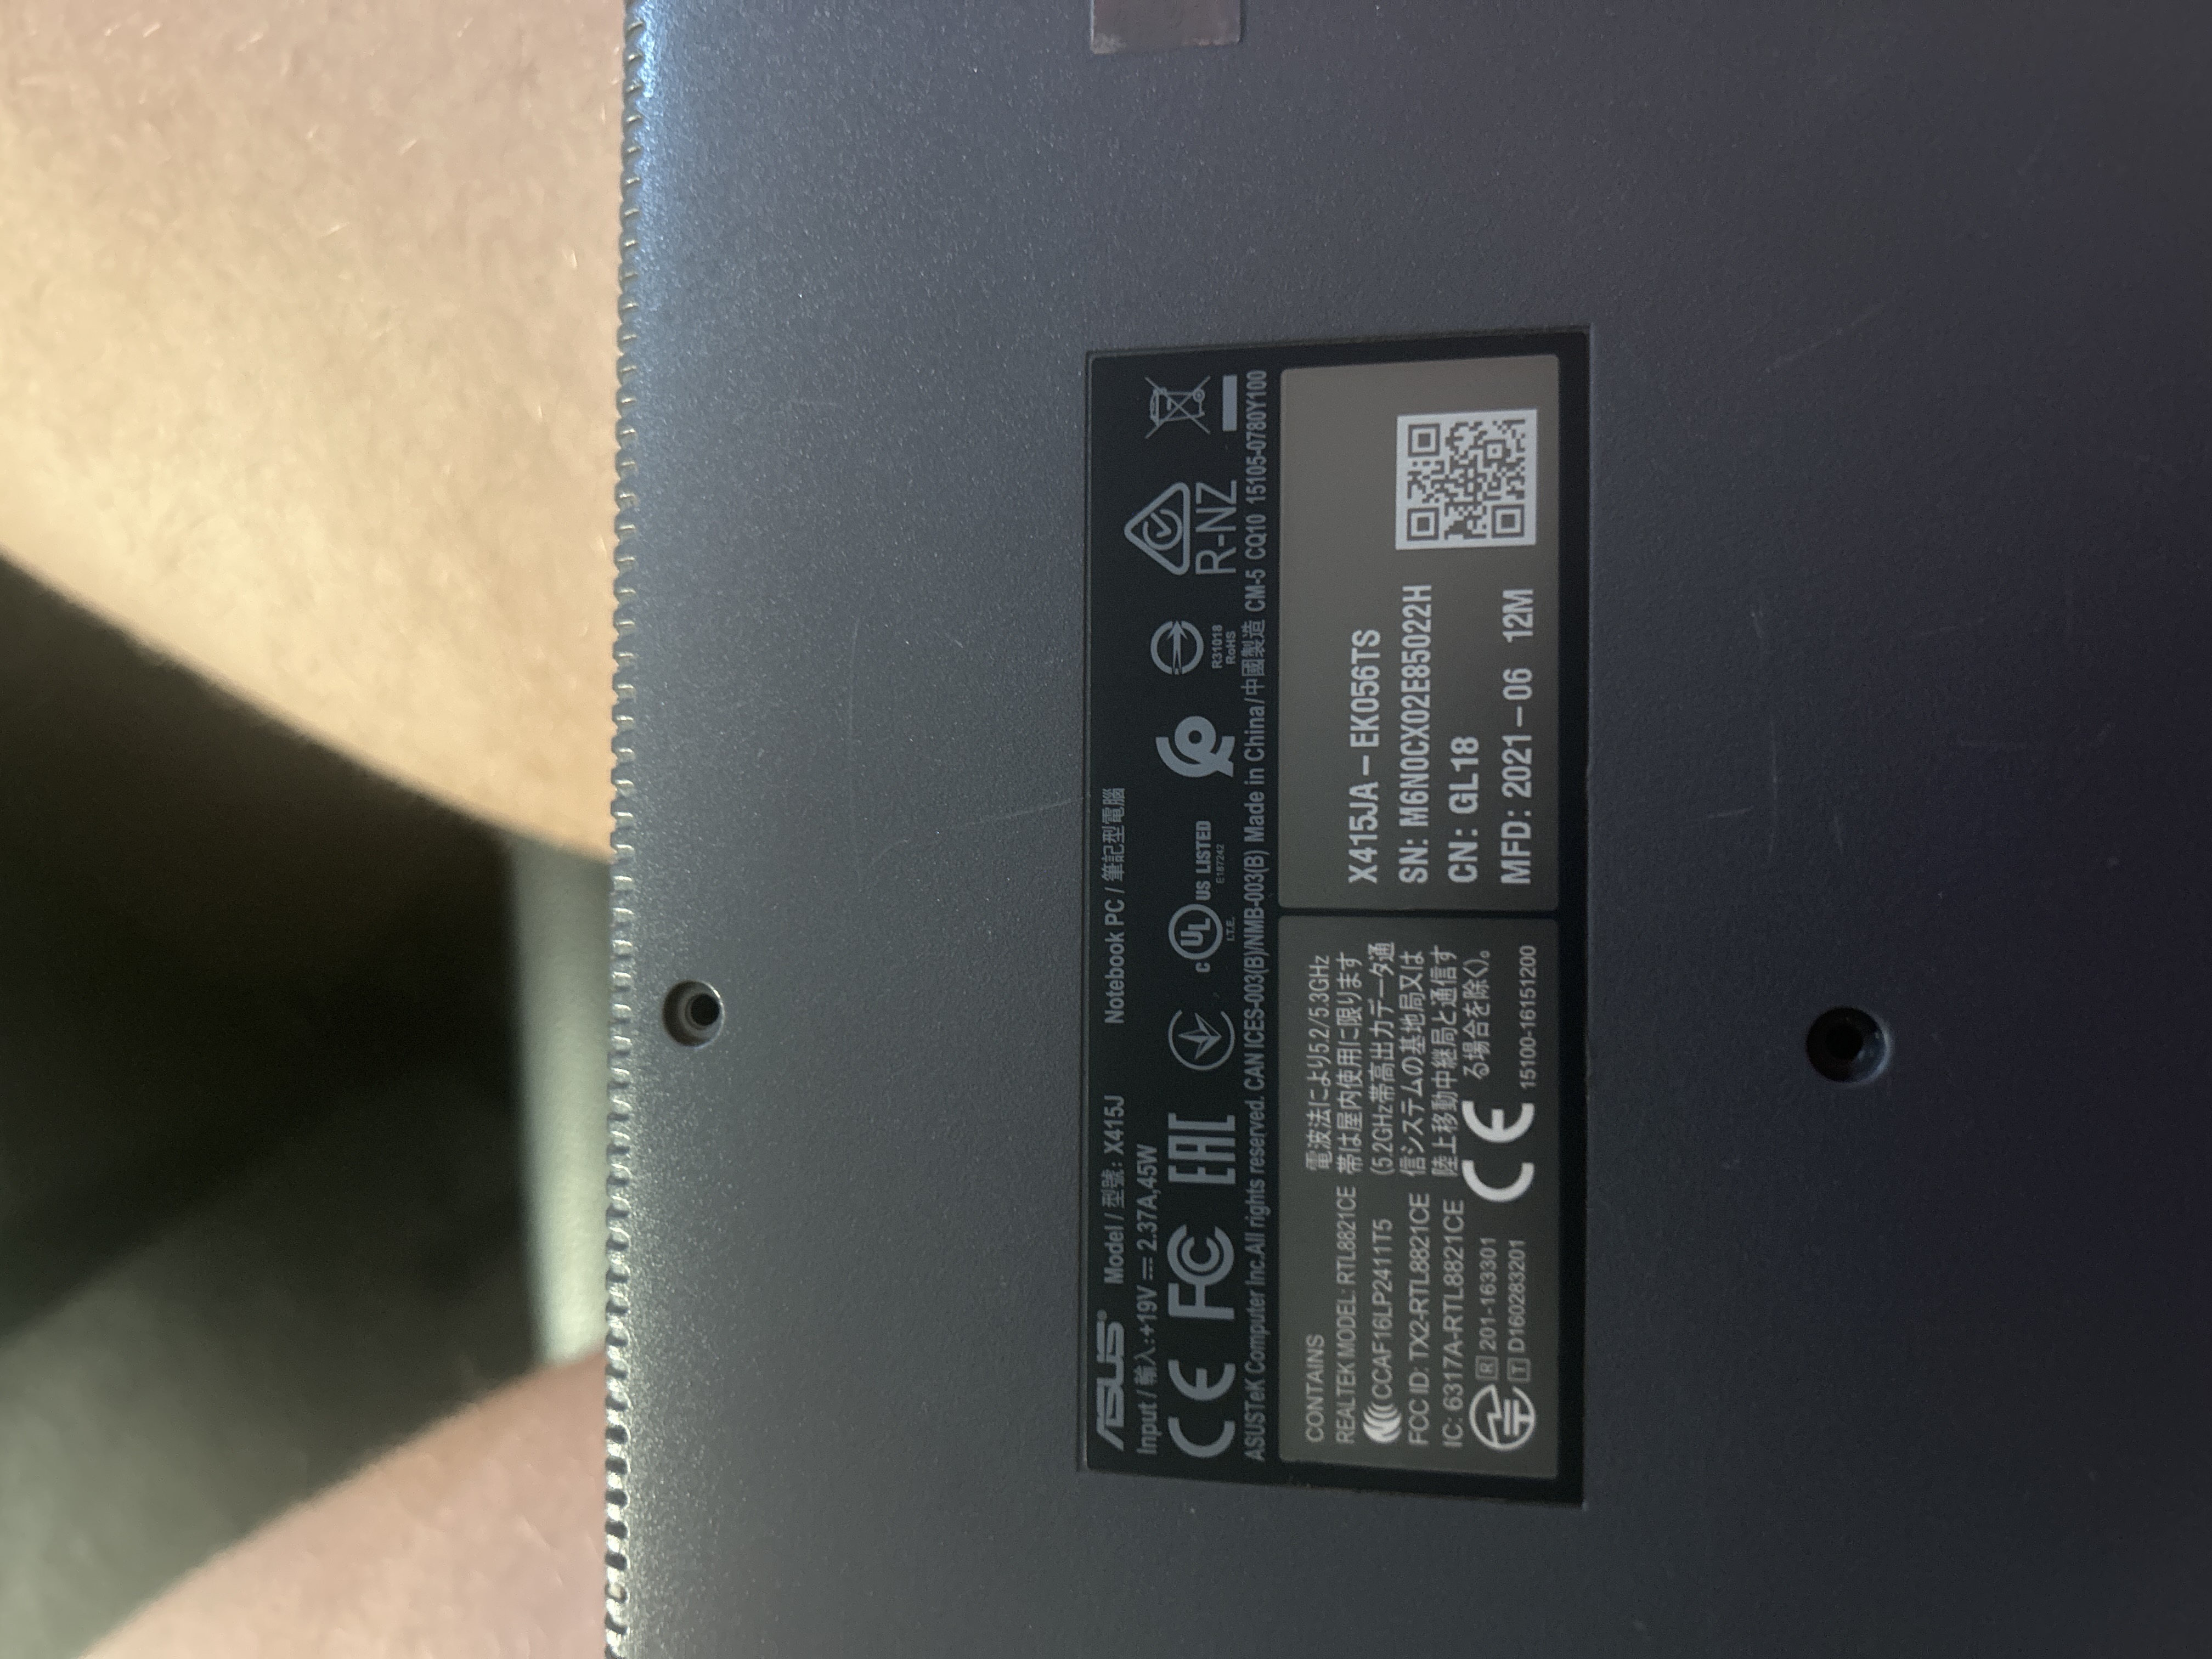 ASUS Model / 型號: X415J Notebook PC / 筆記型電腦
Input / 輸入:+19V ⎓ 2.37A,45W
CE FC EAC C UL US LISTED R-NZ
I.T.E. E187242 R31018 RoHS
ASUSTeK Computer Inc.All rights reserved. CAN ICES-003(B)/NMB-003(B) Made in China/中國製造 CM-5 CQ10 15105-0780Y100
CONTAINS
REALTEK MODEL: RTL8821CE
CCAF16LP2411T5
FCC ID: TX2-RTL8821CE
IC: 6317A-RTL8821CE
R 201-163301
T D160283201
電波法により5.2/5.3GHz
帯は屋内使用に限ります
(5.2GHz帯高出力データ通
信システムの基地局又は
陸上移動中継局と通信す
る場合を除く)。
CE 15100-16151200
X415JA-EK056TS
SN: M6N0CX02E85022H
CN: GL18
MFD: 2021-06 12M